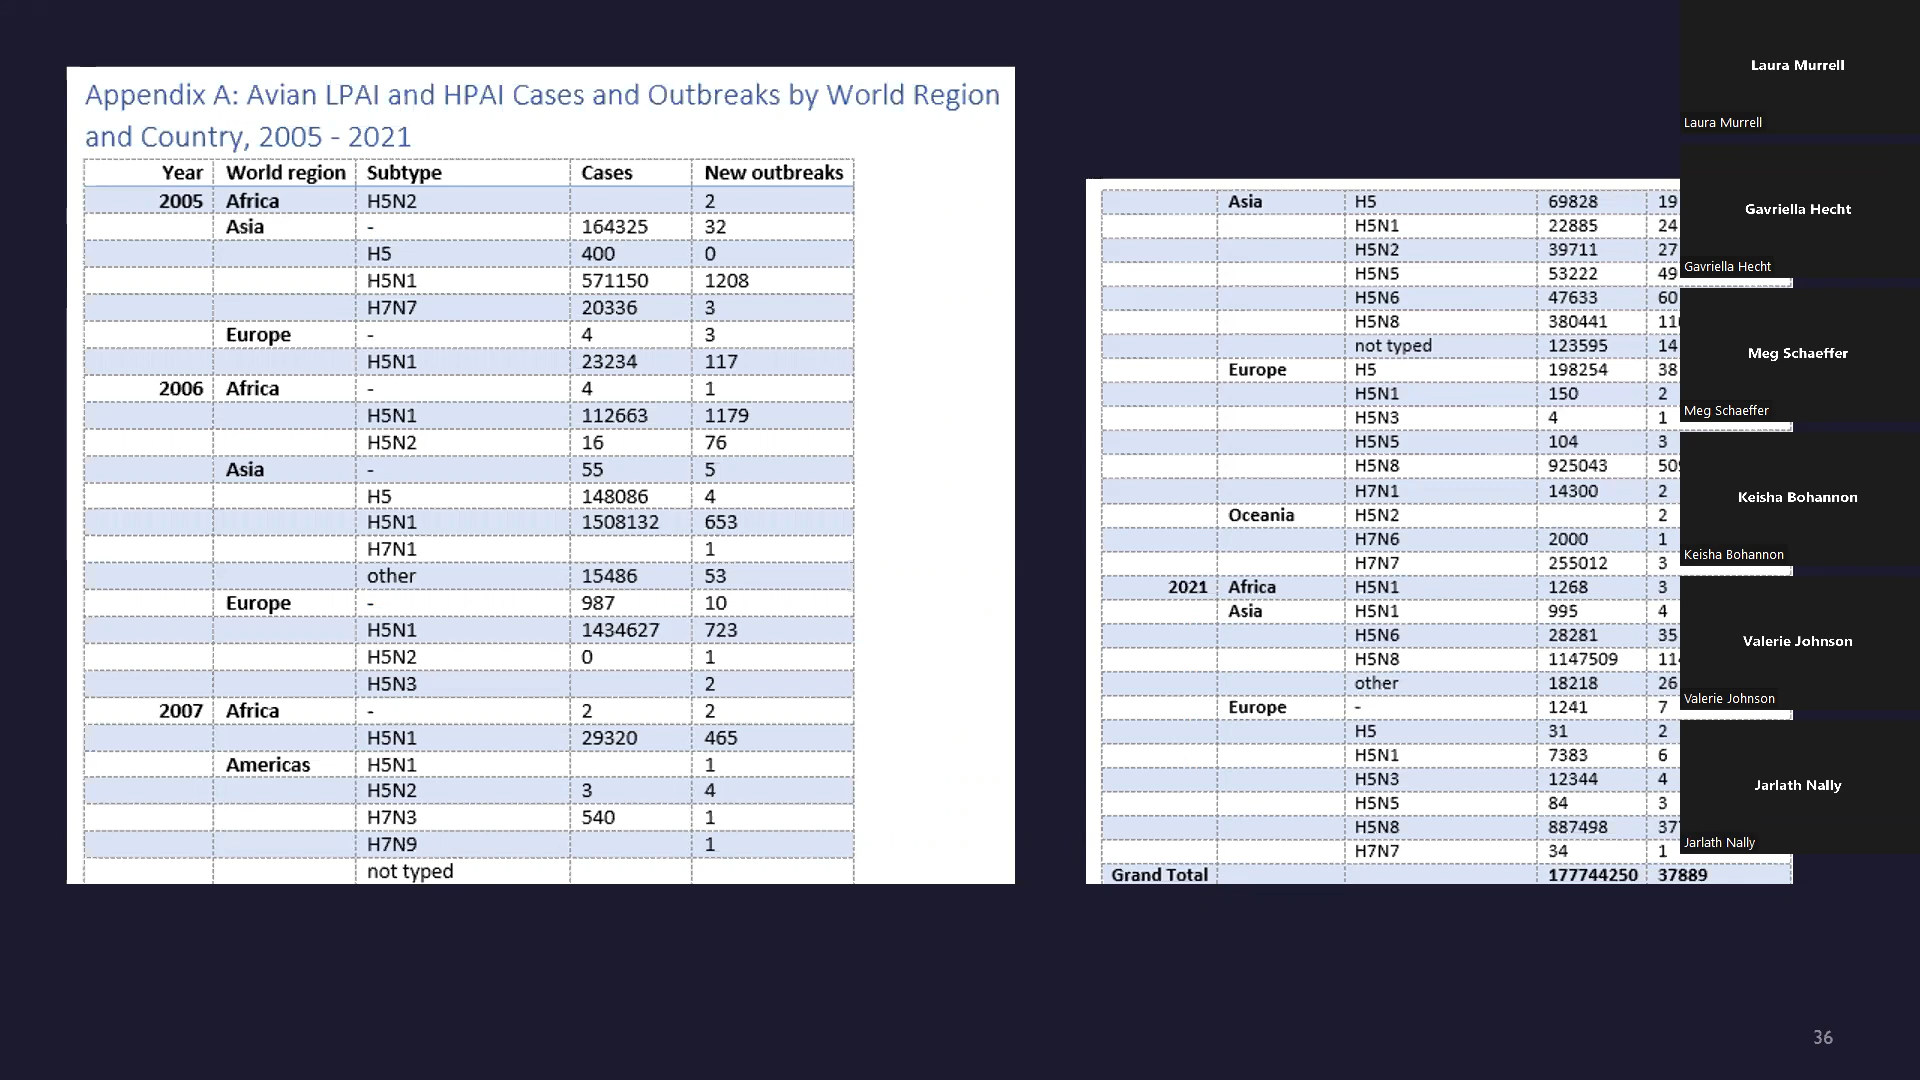 Appendix A: Avian LPAI and HPAI Cases and Outbreaks by World Region
and Country, 2005 - 2021
Year World region Subtype Cases New outbreaks
2005 Africa H5N2 2
Asia - 164325 32
H5 400 0
H5N1 571150 1208
H7N7 20336 3
Europe - 4 3
H5N1 23234 117
2006 Africa - 4 1
H5N1 112663 1179
H5N2 16 76
Asia - 55 5
H5 148086 4
H5N1 1508132 653
H7N1 1
other 15486 53
Europe - 987 10
H5N1 1434627 723
H5N2 0 1
H5N3 2
2007 Africa - 2 2
H5N1 29320 465
Americas H5N1 1
H5N2 3 4
H7N3 540 1
H7N9 1
not typed
Asia H5 69828 19
H5N1 22885 24
H5N2 39711 27
H5N5 53222 49
H5N6 47633 60
H5N8 380441
not typed 123595 14
Europe H5 198254 38
H5N1 150 2
H5N3 4 1
H5N5 104 3
H5N8 925043
H7N1 14300 2
Oceania H5N2 2
H7N6 2000 1
H7N7 255012 3
2021 Africa H5N1 1268 3
Asia H5N1 995 4
H5N6 28281 35
H5N8 1147509
other 18218 26
Europe - 1241 7
H5 31 2
H5N1 7383 6
H5N3 12344 4
H5N5 84 3
H5N8 887498
H7N7 34 1
Grand Total 177744250 37889
Laura Murrell
Laura Murrell
Gavriella Hecht
Gavriella Hecht
Meg Schaeffer
Meg Schaeffer
Keisha Bohannon
Keisha Bohannon
Valerie Johnson
Valerie Johnson
Jarlath Nally
Jarlath Nally
36